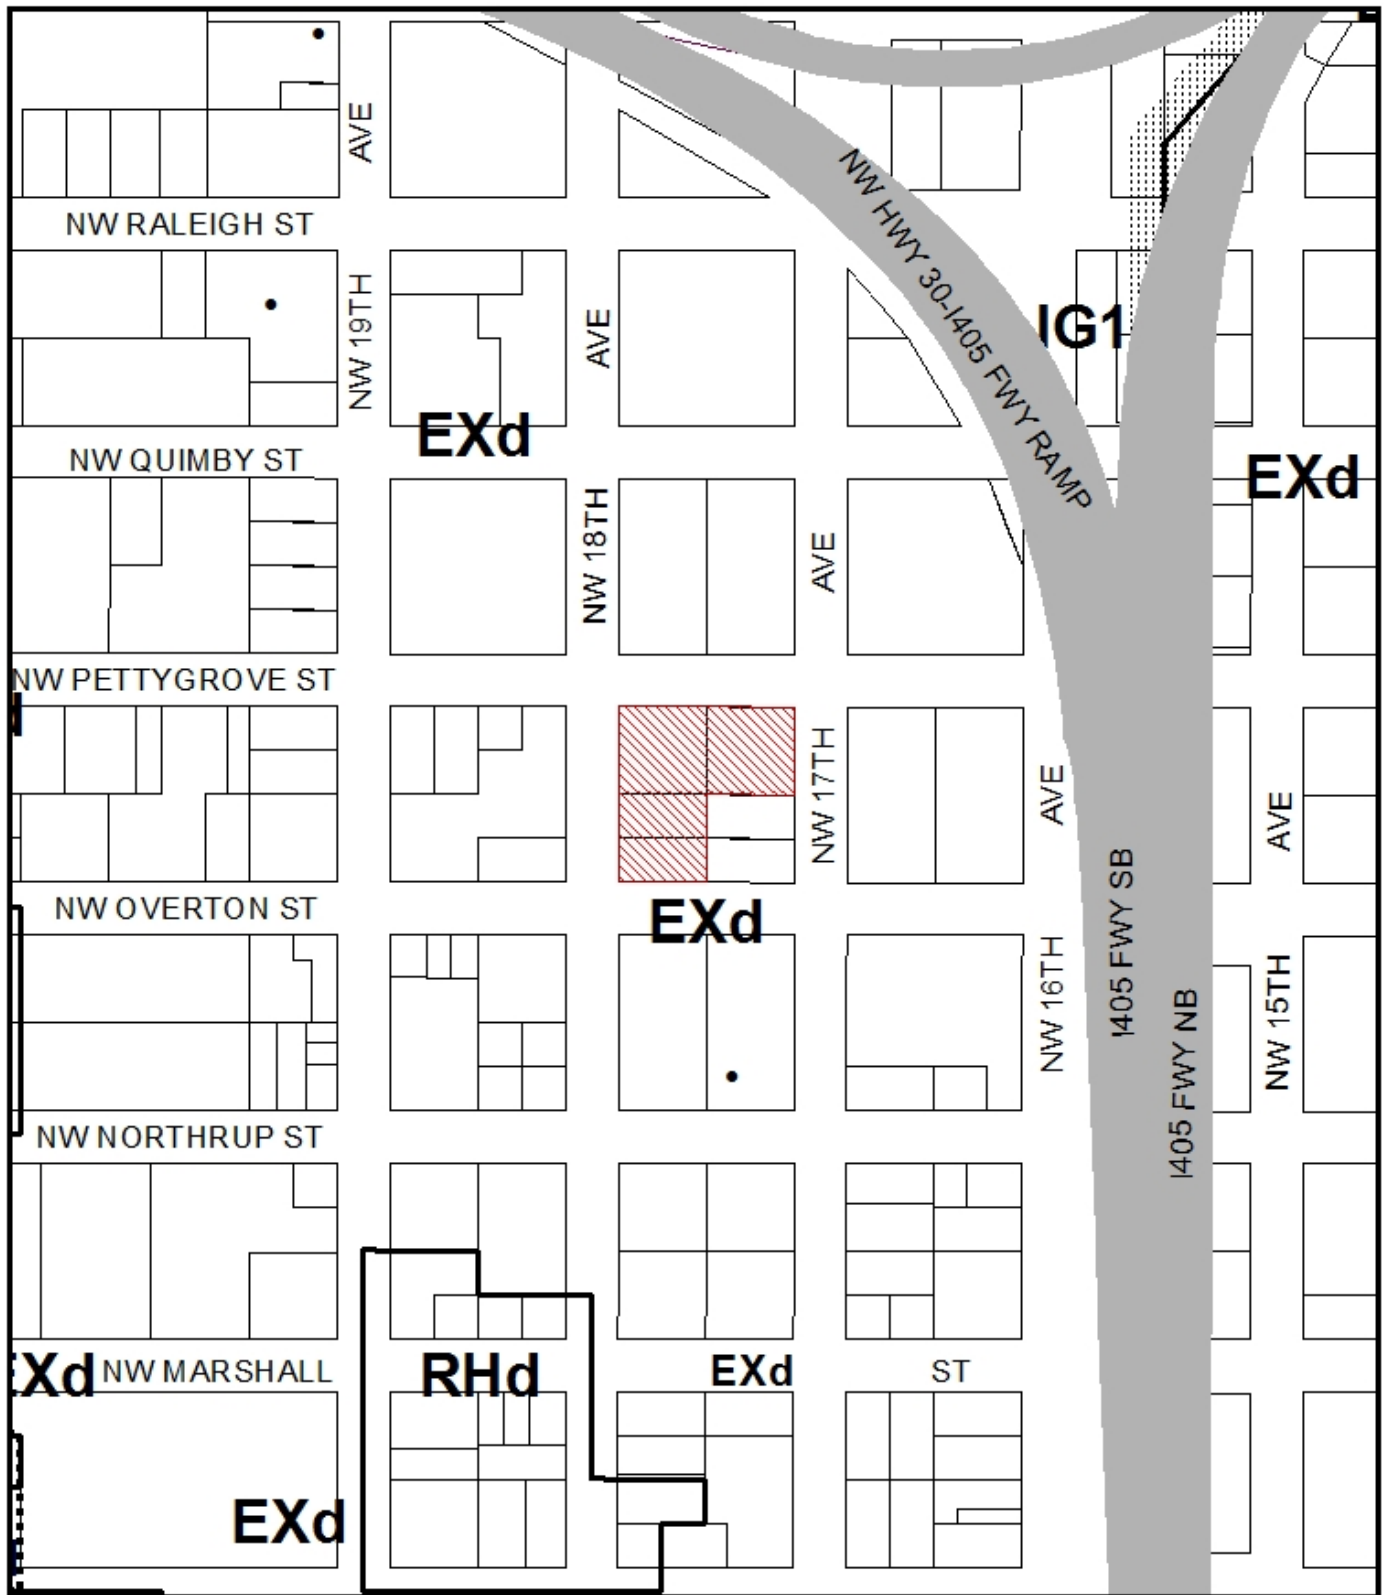 AVE
NW RALEIGH ST
NW HWY 30-I405 FWY RAMP
NW 19TH
AVE
IG1
EXd
NW QUIMBY ST
EXd
NW 18TH
AVE
NW PETTYGROVE ST
d
NW 17TH
AVE
AVE
I405 FWY SB
NW OVERTON ST
EXd
NW 16TH
I405 FWY NB
NW 15TH
NW NORTHRUP ST
EXd
NW MARSHALL
RHd
EXd
ST
EXd